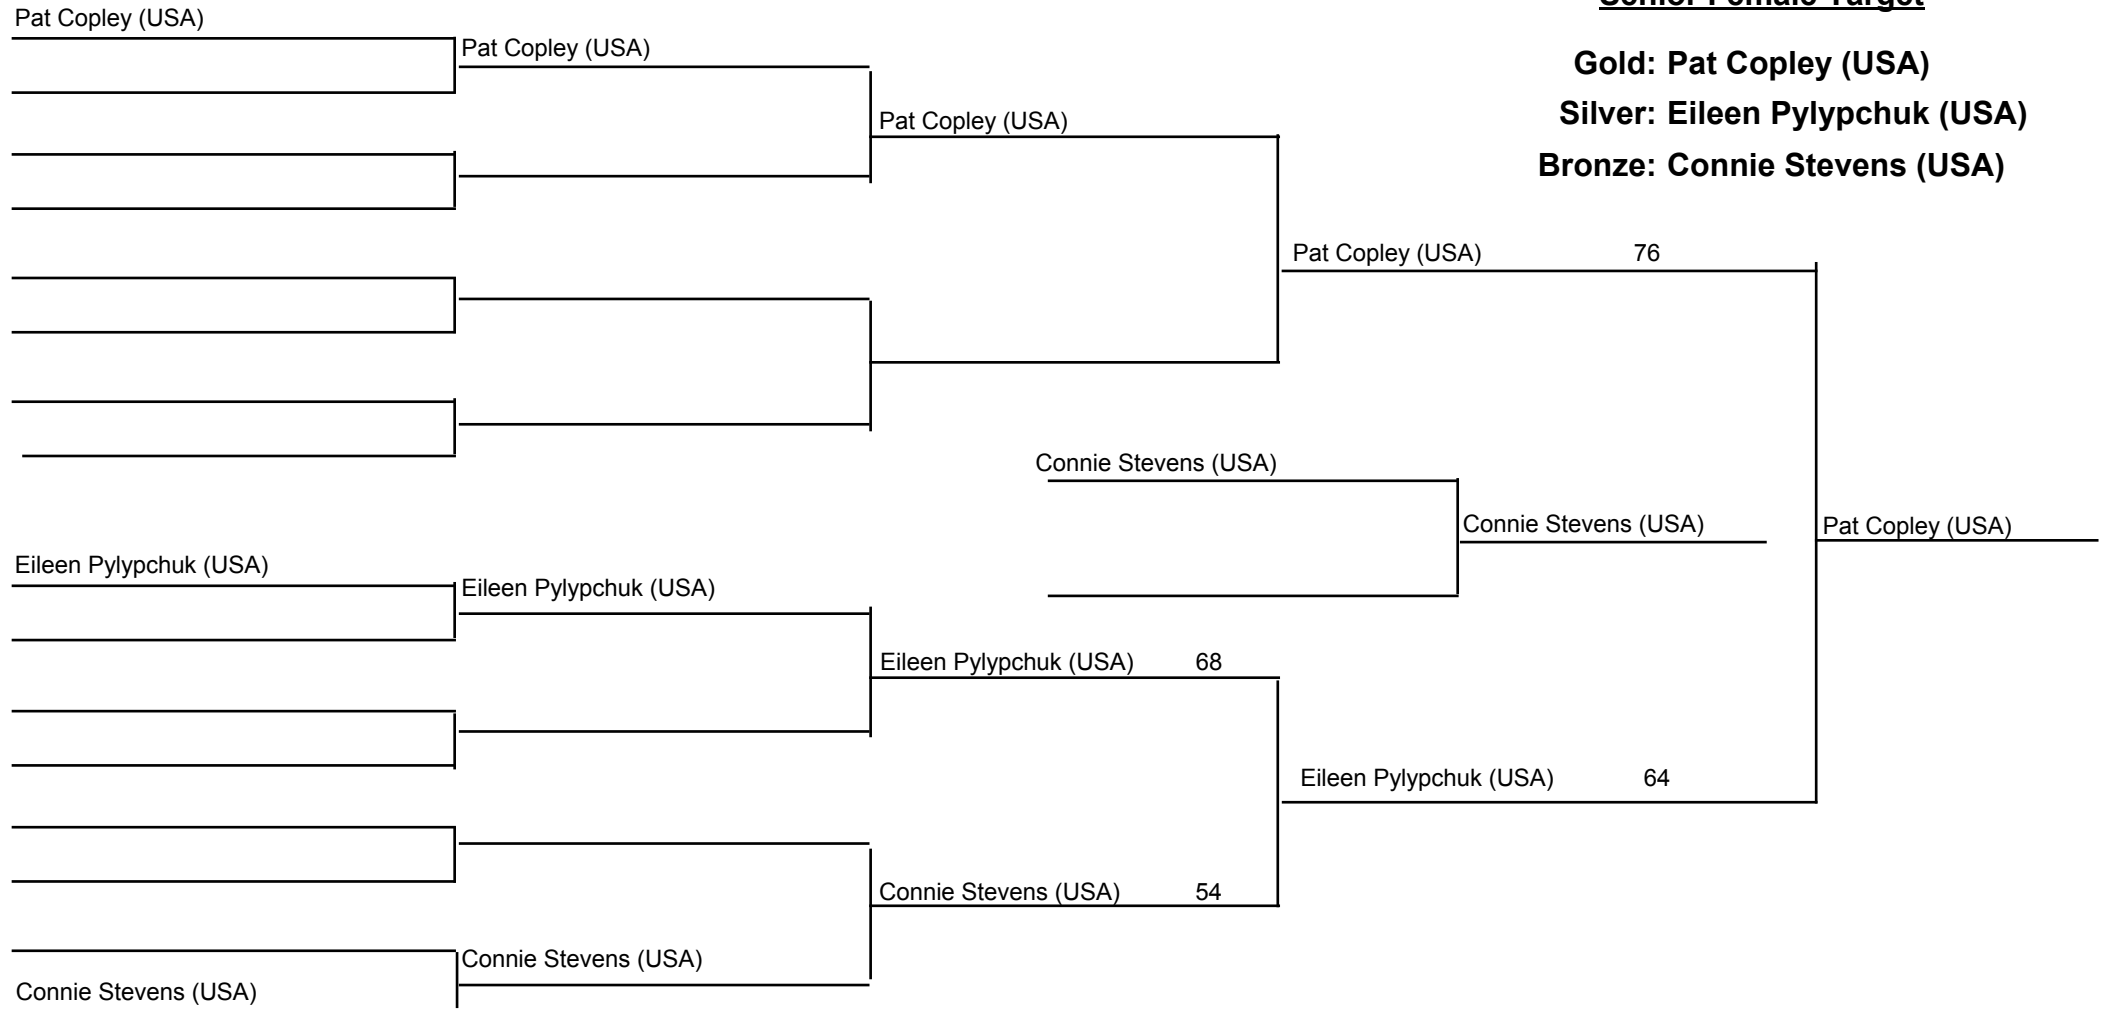 Senior Female Target
Gold: Pat Copley (USA)
Silver: Eileen Pylypchuk (USA)
Bronze: Connie Stevens (USA)
Pat Copley (USA)
Pat Copley (USA)
Pat Copley (USA)
Pat Copley (USA) 76
Connie Stevens (USA)
Connie Stevens (USA)
Pat Copley (USA)
Eileen Pylypchuk (USA)
Eileen Pylypchuk (USA)
Eileen Pylypchuk (USA) 68
Eileen Pylypchuk (USA) 64
Connie Stevens (USA) 54
Connie Stevens (USA)
Connie Stevens (USA)